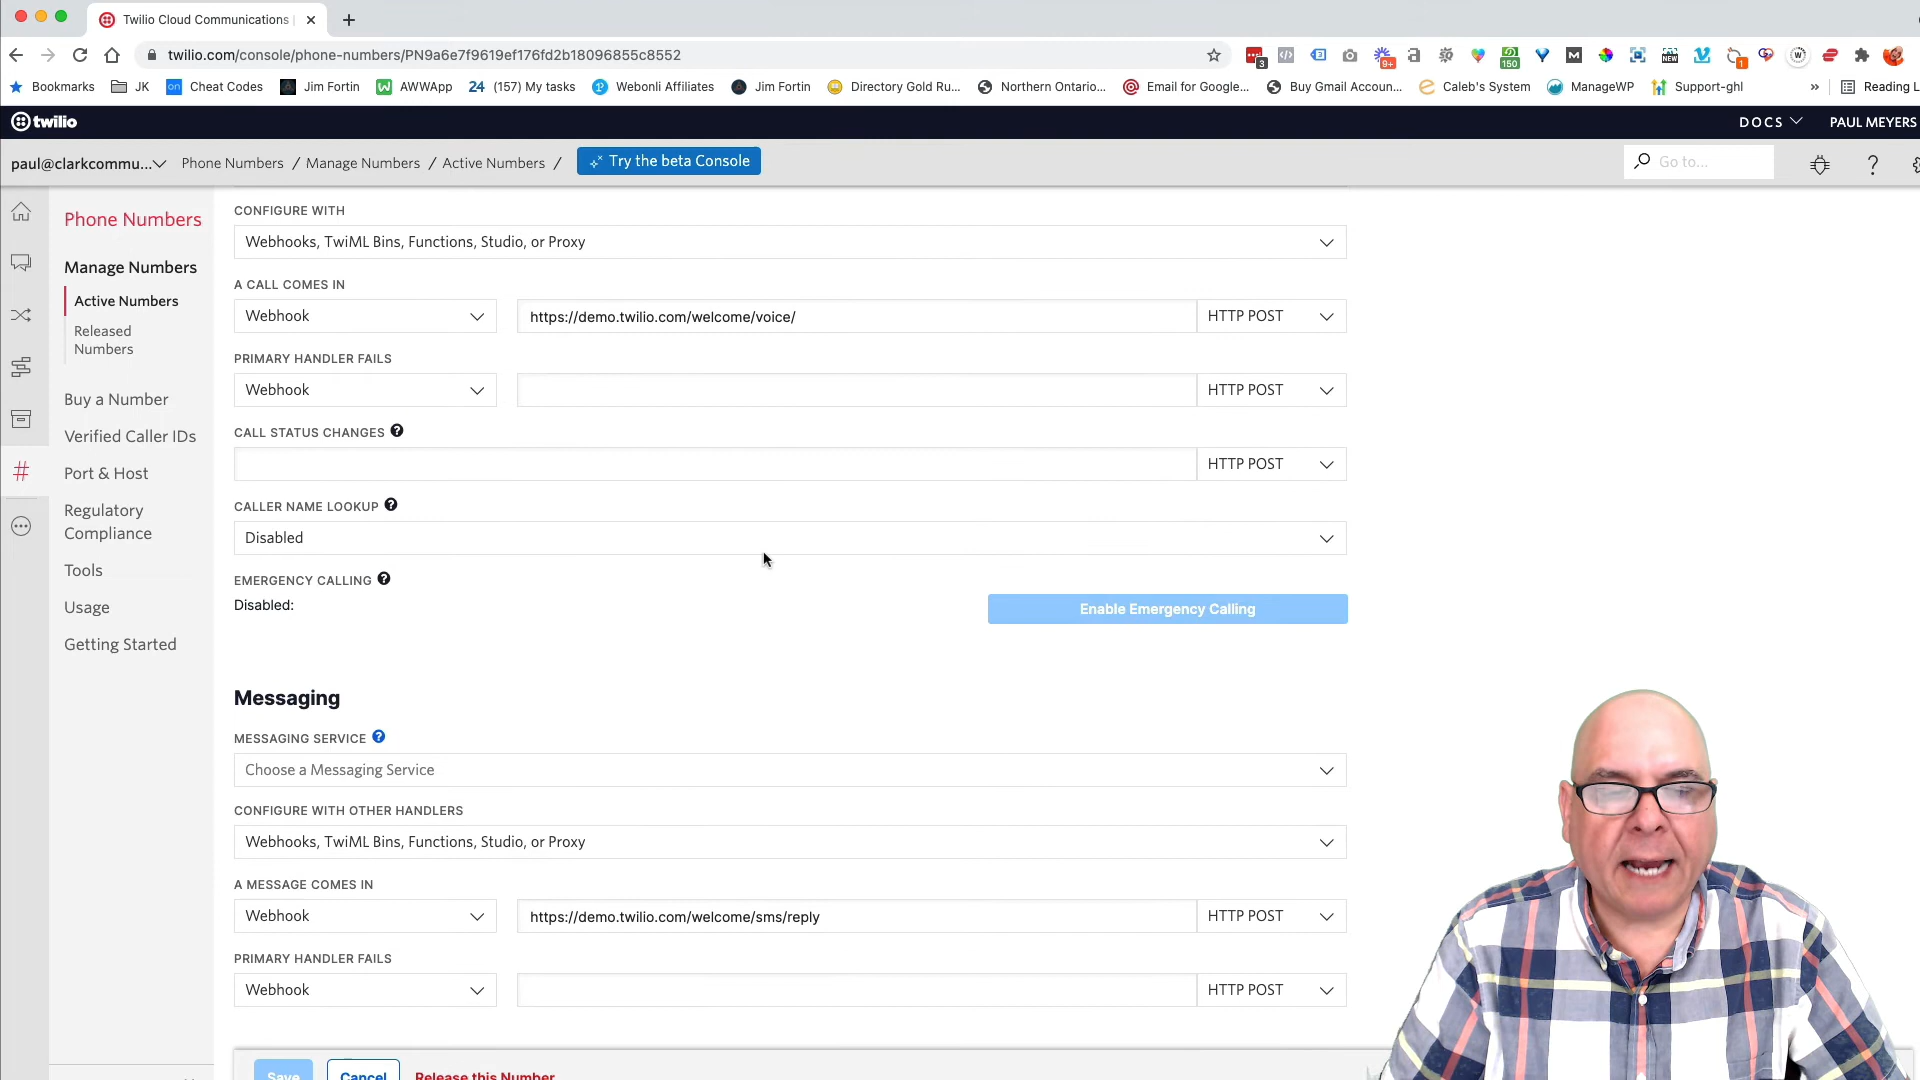 Twilio Cloud Communications
twilio.com/console/phone-numbers/PN9a6e7f9619ef176fd2b18096855c8552
3
9+
150
NEW
1
Bookmarks
JK
on
Cheat Codes
Jim Fortin
AWWApp
24
(157) My tasks
Webonli Affiliates
Jim Fortin
Directory Gold Ru...
Northern Ontario...
Email for Google...
Buy Gmail Accoun...
Caleb's System
ManageWP
Support-ghl
»
Reading L
twilio
DOCS
PAUL MEYERS
paul@clarkcommu...
Phone Numbers / Manage Numbers / Active Numbers /
Try the beta Console
Go to...
Phone Numbers
Manage Numbers
Active Numbers
Released
Numbers
Buy a Number
Verified Caller IDs
Port & Host
Regulatory
Compliance
Tools
Usage
Getting Started
CONFIGURE WITH
Webhooks, TwiML Bins, Functions, Studio, or Proxy
A CALL COMES IN
Webhook
https://demo.twilio.com/welcome/voice/
HTTP POST
PRIMARY HANDLER FAILS
Webhook
HTTP POST
CALL STATUS CHANGES
HTTP POST
CALLER NAME LOOKUP
Disabled
EMERGENCY CALLING
Disabled:
Enable Emergency Calling
Messaging
MESSAGING SERVICE
Choose a Messaging Service
CONFIGURE WITH OTHER HANDLERS
Webhooks, TwiML Bins, Functions, Studio, or Proxy
A MESSAGE COMES IN
Webhook
https://demo.twilio.com/welcome/sms/reply
HTTP POST
PRIMARY HANDLER FAILS
Webhook
HTTP POST
Save
Cancel
Release this Number